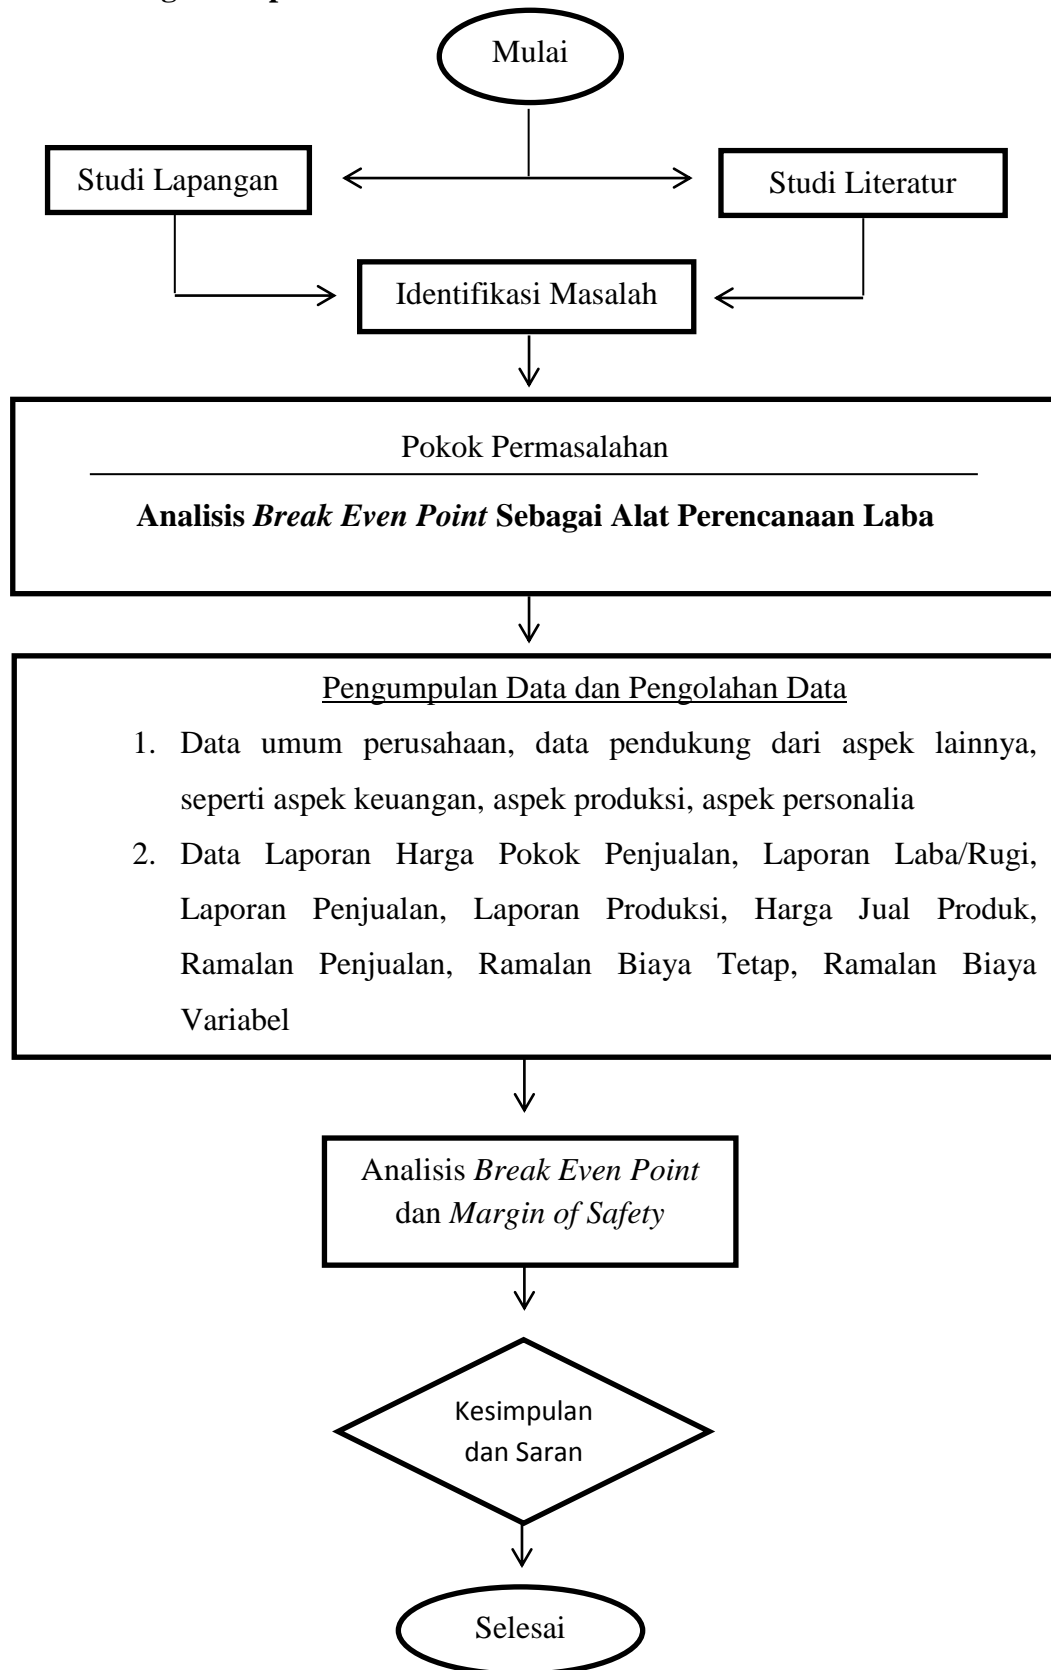 Mulai
Studi Lapangan
Studi Literatur
Identifikasi Masalah
Pokok Permasalahan
Analisis Break Even Point Sebagai Alat Perencanaan Laba
Pengumpulan Data dan Pengolahan Data
1. Data umum perusahaan, data pendukung dari aspek lainnya,
seperti aspek keuangan, aspek produksi, aspek personalia
2. Data Laporan Harga Pokok Penjualan, Laporan Laba/Rugi,
Laporan Penjualan, Laporan Produksi, Harga Jual Produk,
Ramalan Penjualan, Ramalan Biaya Tetap, Ramalan Biaya
Variabel
Analisis Break Even Point
dan Margin of Safety
Kesimpulan
dan Saran
Selesai